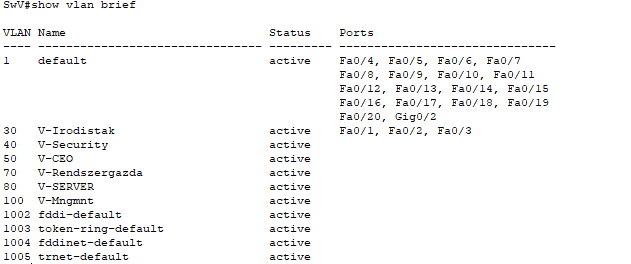 SwV#show vlan brief
VLAN Name                             Status    Ports
---- -------------------------------- --------- -------------------------------
1    default                          active    Fa0/4, Fa0/5, Fa0/6, Fa0/7
                                                Fa0/8, Fa0/9, Fa0/10, Fa0/11
                                                Fa0/12, Fa0/13, Fa0/14, Fa0/15
                                                Fa0/16, Fa0/17, Fa0/18, Fa0/19
                                                Fa0/20, Gig0/2
30   V-Irodistak                      active    Fa0/1, Fa0/2, Fa0/3
40   V-Security                       active
50   V-CEO                            active
70   V-Rendszergazda                  active
80   V-SERVER                         active
100  V-Mngmnt                         active
1002 fddi-default                     active
1003 token-ring-default               active
1004 fddinet-default                  active
1005 trnet-default                    active